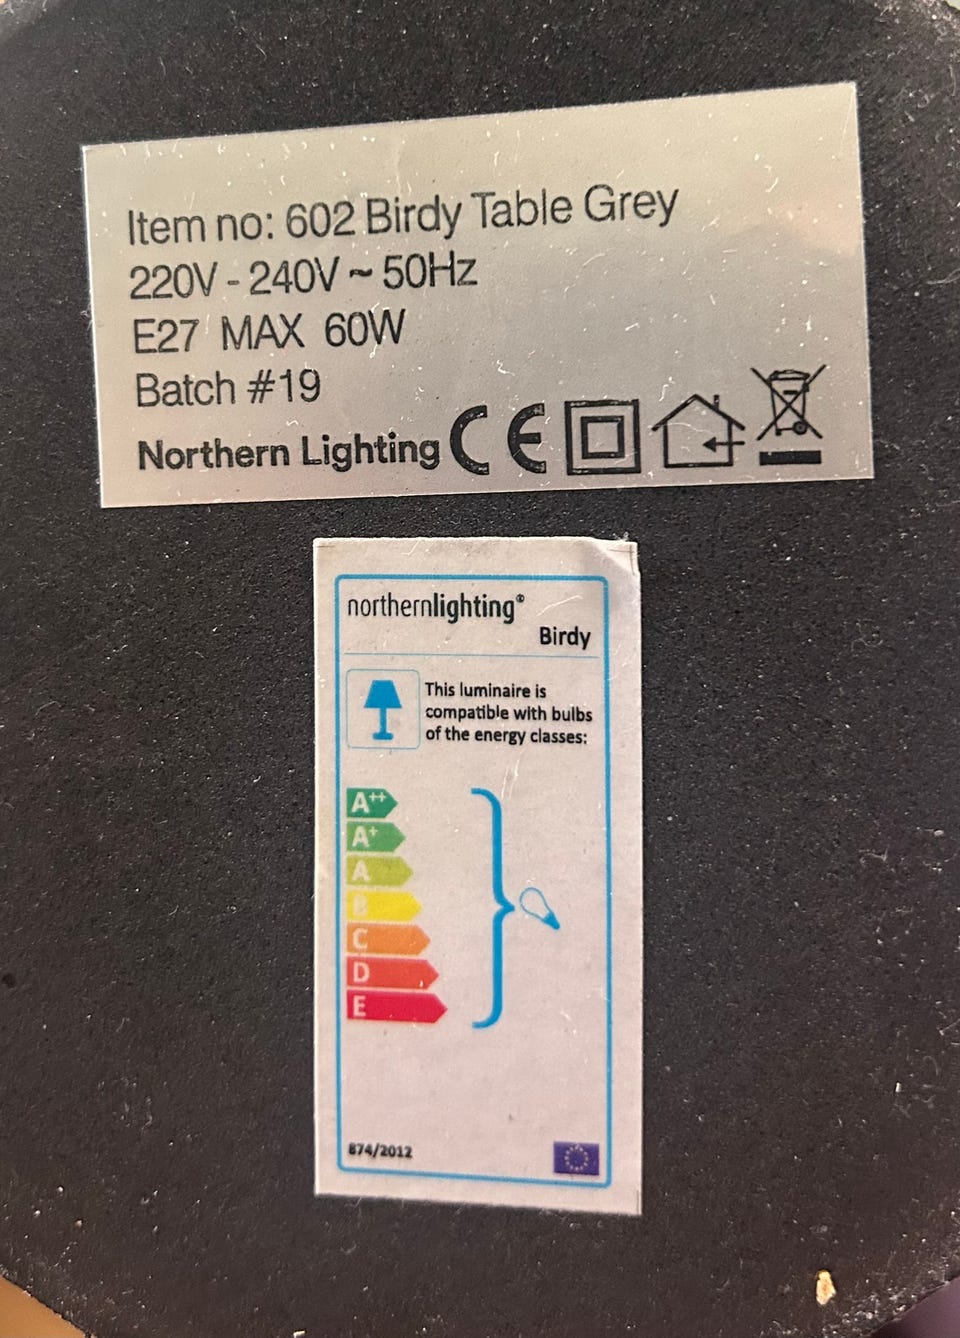 Item no: 602 Birdy Table Grey
220V - 240V ~ 50Hz
E27 MAX 60W
Batch #19
Northern Lighting CE
northernlighting®
Birdy
This luminaire is
compatible with bulbs
of the energy classes:
A++
A+
A
B
C
D
E
874/2012